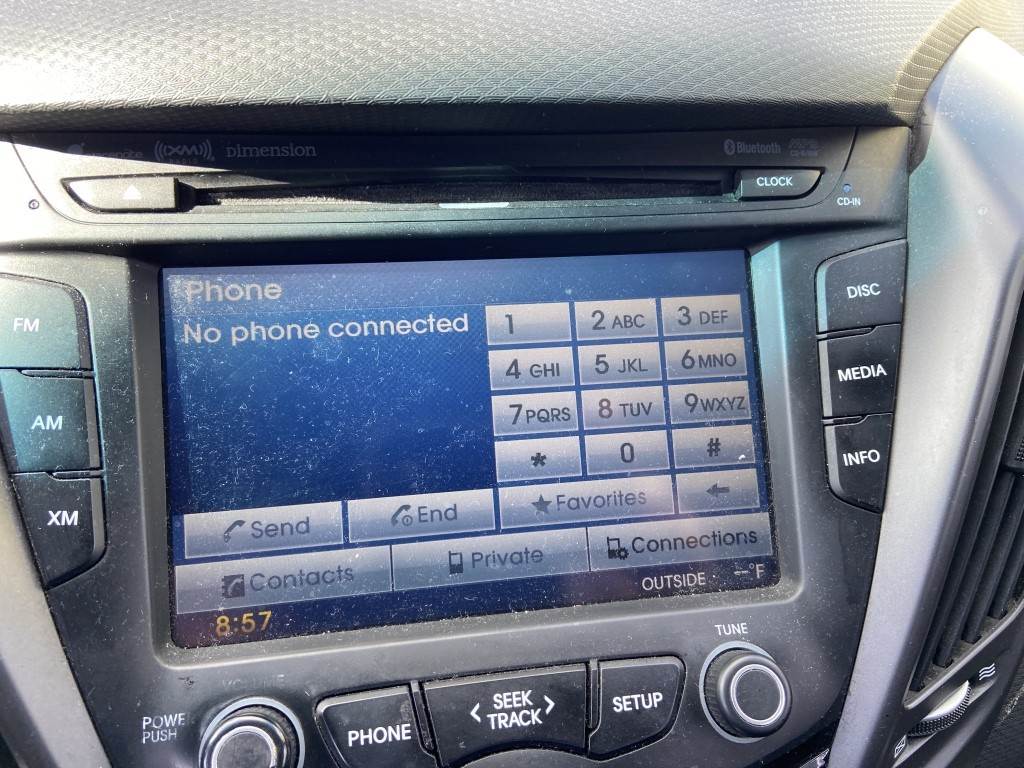 (((XM))) Dimension
Bluetooth
CLOCK
CD-IN
FM
AM
XM
DISC
MEDIA
INFO
Phone
No phone connected
1 2 ABC 3 DEF
4 GHI 5 JKL 6 MNO
7 PQRS 8 TUV 9 WXYZ
* 0 #
Send End ★ Favorites
Contacts Private Connections
8:57 OUTSIDE --°F
TUNE
POWE
PUSH
PHONE
< SEEK >
TRACK
SETUP